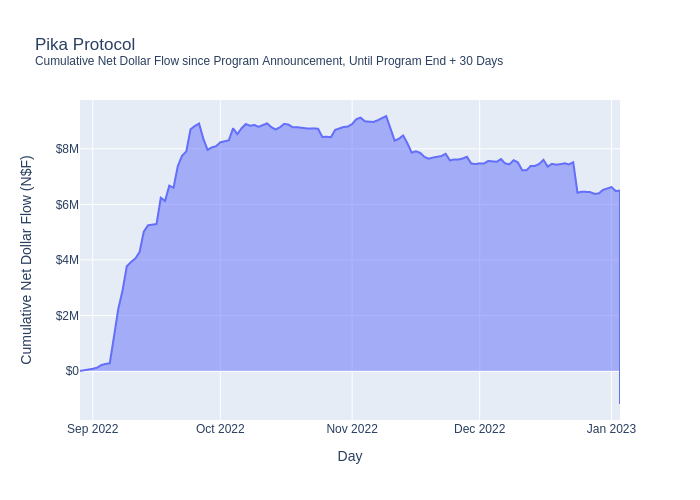 Pika Protocol
Cumulative Net Dollar Flow since Program Announcement, Until Program End + 30 Days
Cumulative Net Dollar Flow (N$F)
$8M
$6M
$4M
$2M
$0
Sep 2022
Oct 2022
Nov 2022
Dec 2022
Jan 2023
Day